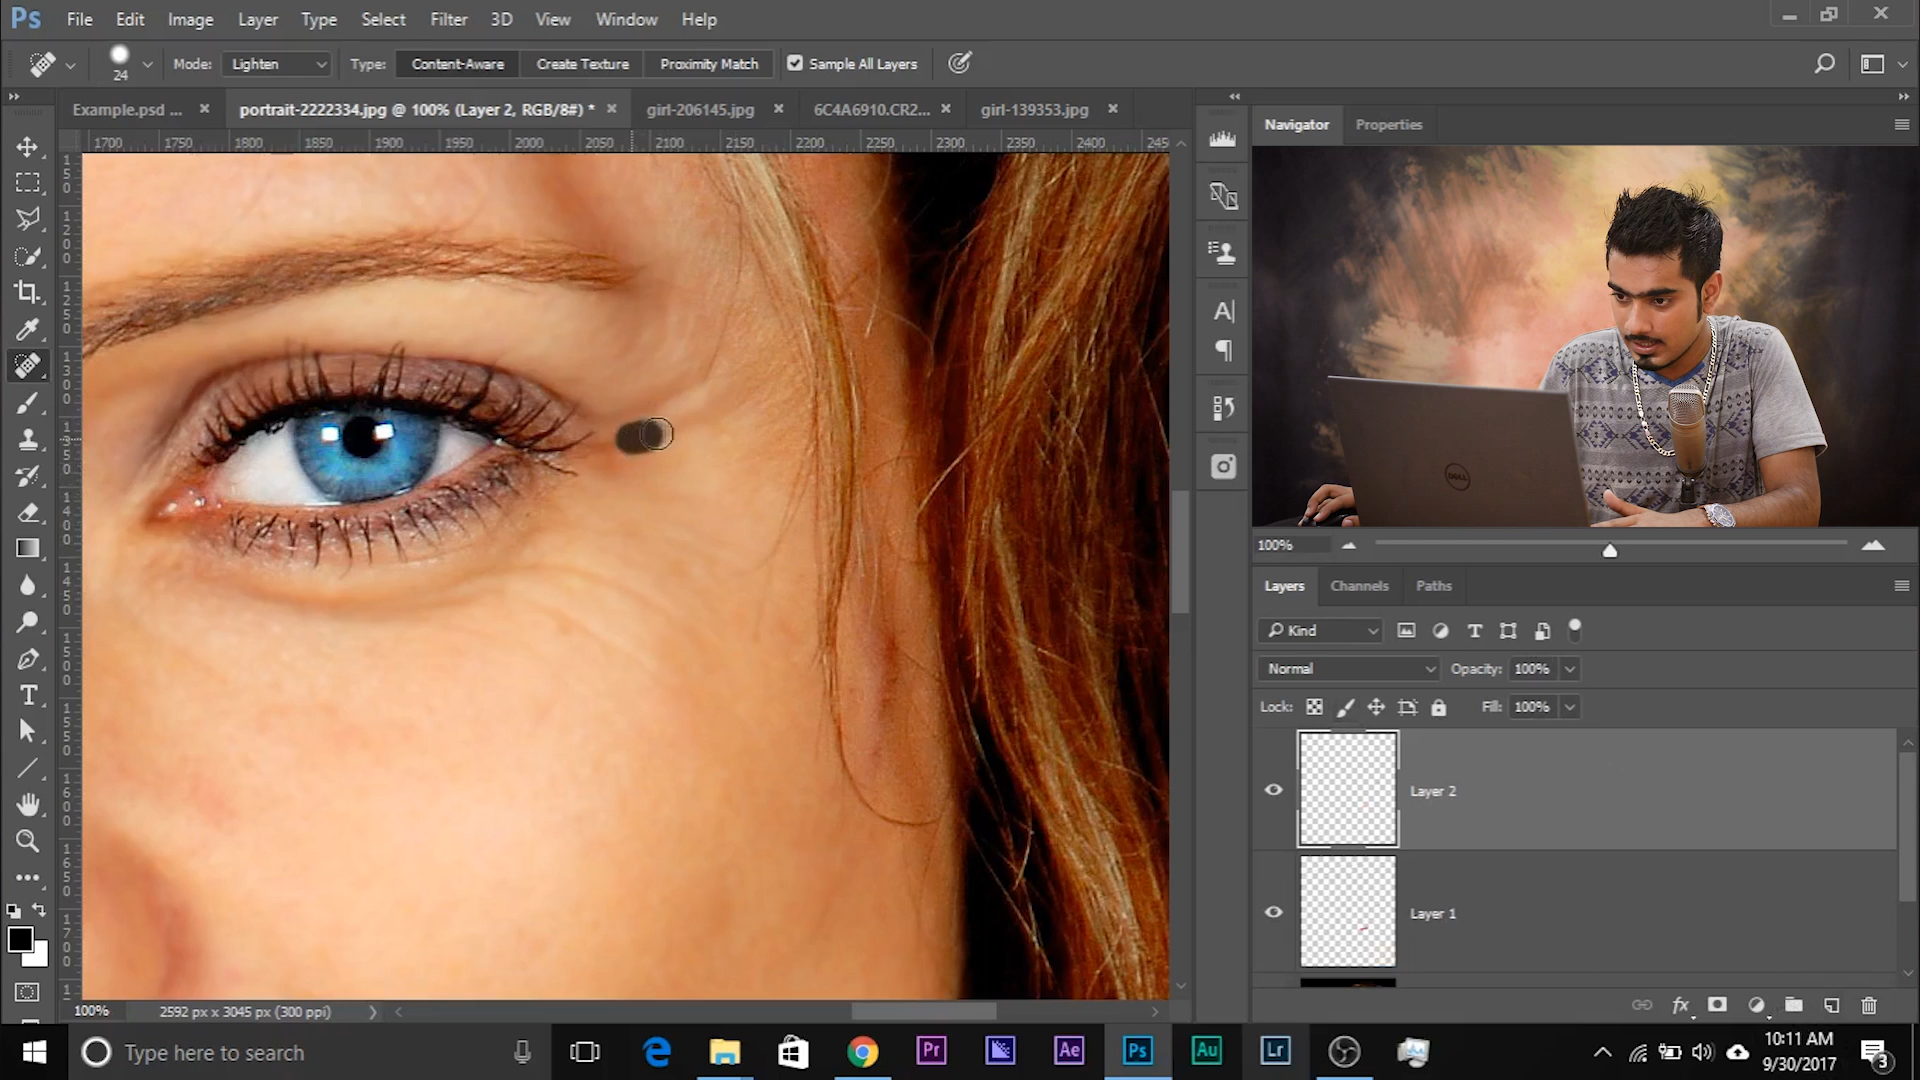 Ps File Edit Image Layer Type Select Filter 3D View Window Help
24 Mode: Lighten Type: Content-Aware Create Texture Proximity Match Sample All Layers
Example.psd ... × portrait-2222334.jpg @ 100% (Layer 2, RGB/8#) * × girl-206145.jpg × 6C4A6910.CR2... × girl-139353.jpg ×
1700 1750 1800 1850 1900 1950 2000 2050 2100 2150 2200 2250 2300 2350 2400 245
Navigator Properties
DELL
100%
Layers Channels Paths
Kind
Normal Opacity: 100%
Lock: Fill: 100%
Layer 2
Layer 1
fx
100% 2592 px x 3045 px (300 ppi)
Type here to search
Pr Ae Ps Au Lr
10:11 AM
9/30/2017
3